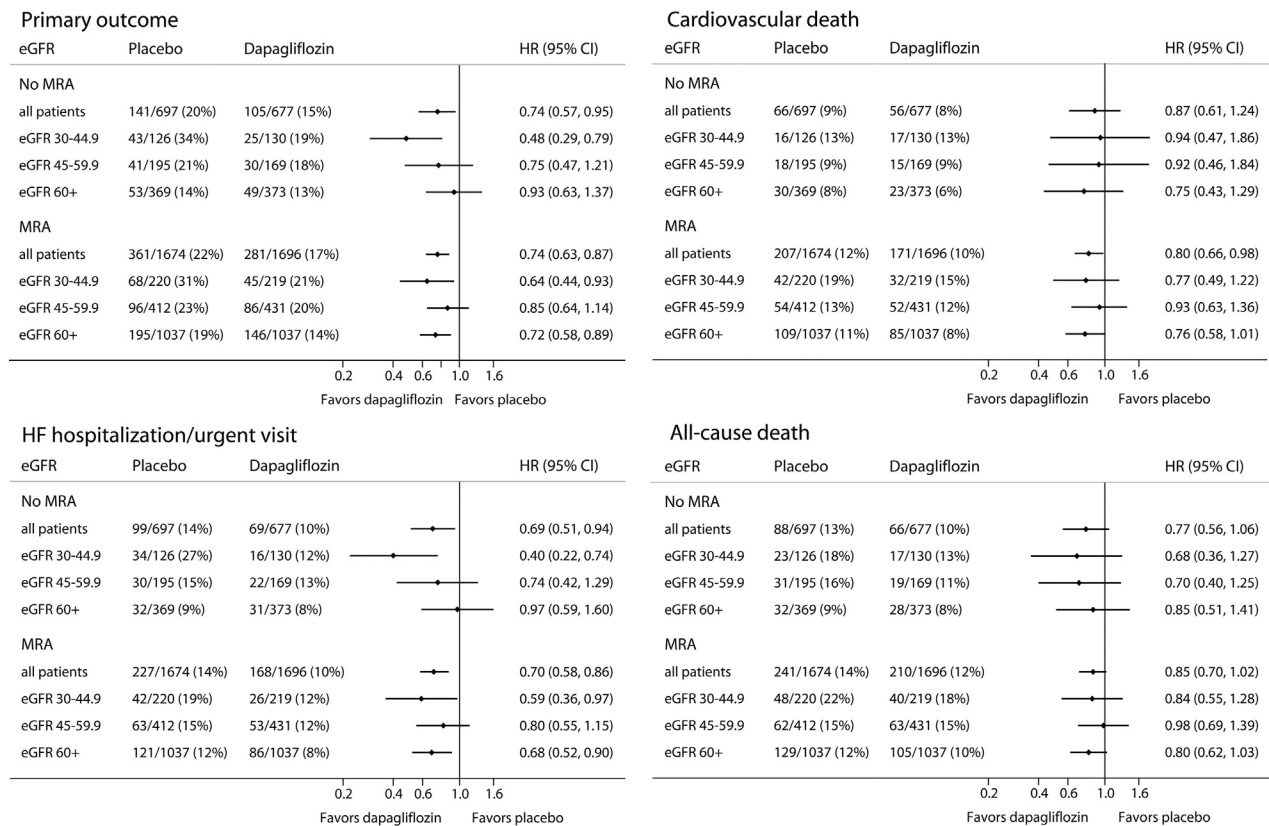 Primary outcome
eGFR Placebo Dapagliflozin HR (95% CI)
No MRA
all patients 141/697 (20%) 105/677 (15%) 0.74 (0.57, 0.95)
eGFR 30-44.9 43/126 (34%) 25/130 (19%) 0.48 (0.29, 0.79)
eGFR 45-59.9 41/195 (21%) 30/169 (18%) 0.75 (0.47, 1.21)
eGFR 60+ 53/369 (14%) 49/373 (13%) 0.93 (0.63, 1.37)
MRA
all patients 361/1674 (22%) 281/1696 (17%) 0.74 (0.63, 0.87)
eGFR 30-44.9 68/220 (31%) 45/219 (21%) 0.64 (0.44, 0.93)
eGFR 45-59.9 96/412 (23%) 86/431 (20%) 0.85 (0.64, 1.14)
eGFR 60+ 195/1037 (19%) 146/1037 (14%) 0.72 (0.58, 0.89)
0.2 0.4 0.6 1.0 1.6
Favors dapagliflozin Favors placebo
Cardiovascular death
eGFR Placebo Dapagliflozin HR (95% CI)
No MRA
all patients 66/697 (9%) 56/677 (8%) 0.87 (0.61, 1.24)
eGFR 30-44.9 16/126 (13%) 17/130 (13%) 0.94 (0.47, 1.86)
eGFR 45-59.9 18/195 (9%) 15/169 (9%) 0.92 (0.46, 1.84)
eGFR 60+ 30/369 (8%) 23/373 (6%) 0.75 (0.43, 1.29)
MRA
all patients 207/1674 (12%) 171/1696 (10%) 0.80 (0.66, 0.98)
eGFR 30-44.9 42/220 (19%) 32/219 (15%) 0.77 (0.49, 1.22)
eGFR 45-59.9 54/412 (13%) 52/431 (12%) 0.93 (0.63, 1.36)
eGFR 60+ 109/1037 (11%) 85/1037 (8%) 0.76 (0.58, 1.01)
0.2 0.4 0.6 1.0 1.6
Favors dapagliflozin Favors placebo
HF hospitalization/urgent visit
eGFR Placebo Dapagliflozin HR (95% CI)
No MRA
all patients 99/697 (14%) 69/677 (10%) 0.69 (0.51, 0.94)
eGFR 30-44.9 34/126 (27%) 16/130 (12%) 0.40 (0.22, 0.74)
eGFR 45-59.9 30/195 (15%) 22/169 (13%) 0.74 (0.42, 1.29)
eGFR 60+ 32/369 (9%) 31/373 (8%) 0.97 (0.59, 1.60)
MRA
all patients 227/1674 (14%) 168/1696 (10%) 0.70 (0.58, 0.86)
eGFR 30-44.9 42/220 (19%) 26/219 (12%) 0.59 (0.36, 0.97)
eGFR 45-59.9 63/412 (15%) 53/431 (12%) 0.80 (0.55, 1.15)
eGFR 60+ 121/1037 (12%) 86/1037 (8%) 0.68 (0.52, 0.90)
0.2 0.4 0.6 1.0 1.6
Favors dapagliflozin Favors placebo
All-cause death
eGFR Placebo Dapagliflozin HR (95% CI)
No MRA
all patients 88/697 (13%) 66/677 (10%) 0.77 (0.56, 1.06)
eGFR 30-44.9 23/126 (18%) 17/130 (13%) 0.68 (0.36, 1.27)
eGFR 45-59.9 31/195 (16%) 19/169 (11%) 0.70 (0.40, 1.25)
eGFR 60+ 32/369 (9%) 28/373 (8%) 0.85 (0.51, 1.41)
MRA
all patients 241/1674 (14%) 210/1696 (12%) 0.85 (0.70, 1.02)
eGFR 30-44.9 48/220 (22%) 40/219 (18%) 0.84 (0.55, 1.28)
eGFR 45-59.9 62/412 (15%) 63/431 (15%) 0.98 (0.69, 1.39)
eGFR 60+ 129/1037 (12%) 105/1037 (10%) 0.80 (0.62, 1.03)
0.2 0.4 0.6 1.0 1.6
Favors dapagliflozin Favors placebo